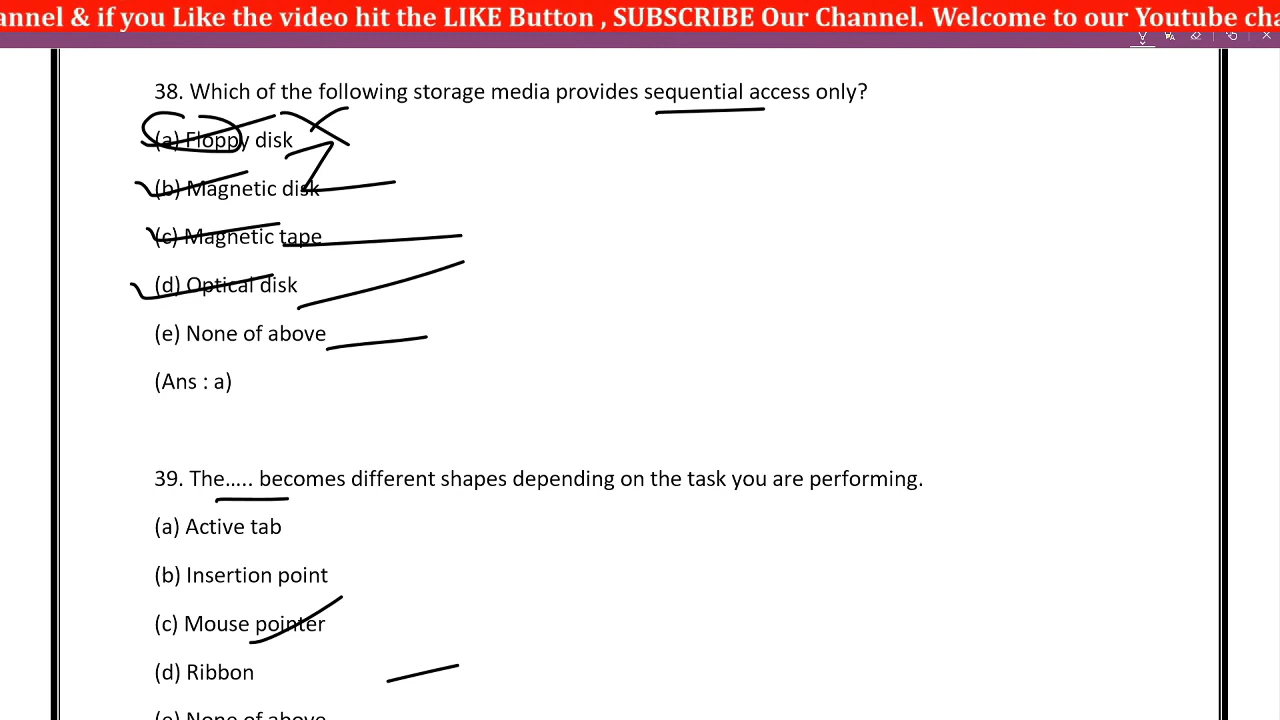 annel & if you Like the video hit the LIKE Button , SUBSCRIBE Our Channel. Welcome to our Youtube cha
38. Which of the following storage media provides sequential access only?
(a) Floppy disk
(b) Magnetic disk
(c) Magnetic tape
(d) Optical disk
(e) None of above
(Ans : a)
39. The..... becomes different shapes depending on the task you are performing.
(a) Active tab
(b) Insertion point
(c) Mouse pointer
(d) Ribbon
(e) None of above